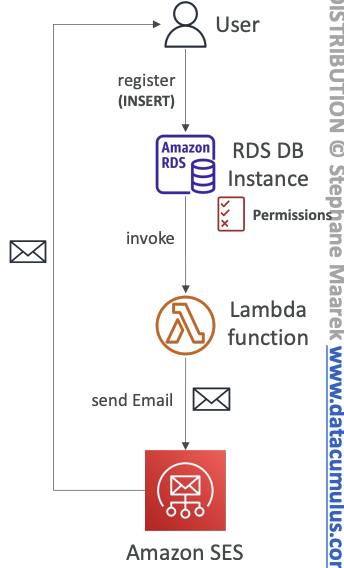 User
register
(INSERT)
Amazon
RDS
RDS DB
Instance
Permissions
invoke
Lambda
function
send Email
Amazon SES
DISTRIBUTION © Stephane Maarek www.datacumulus.com